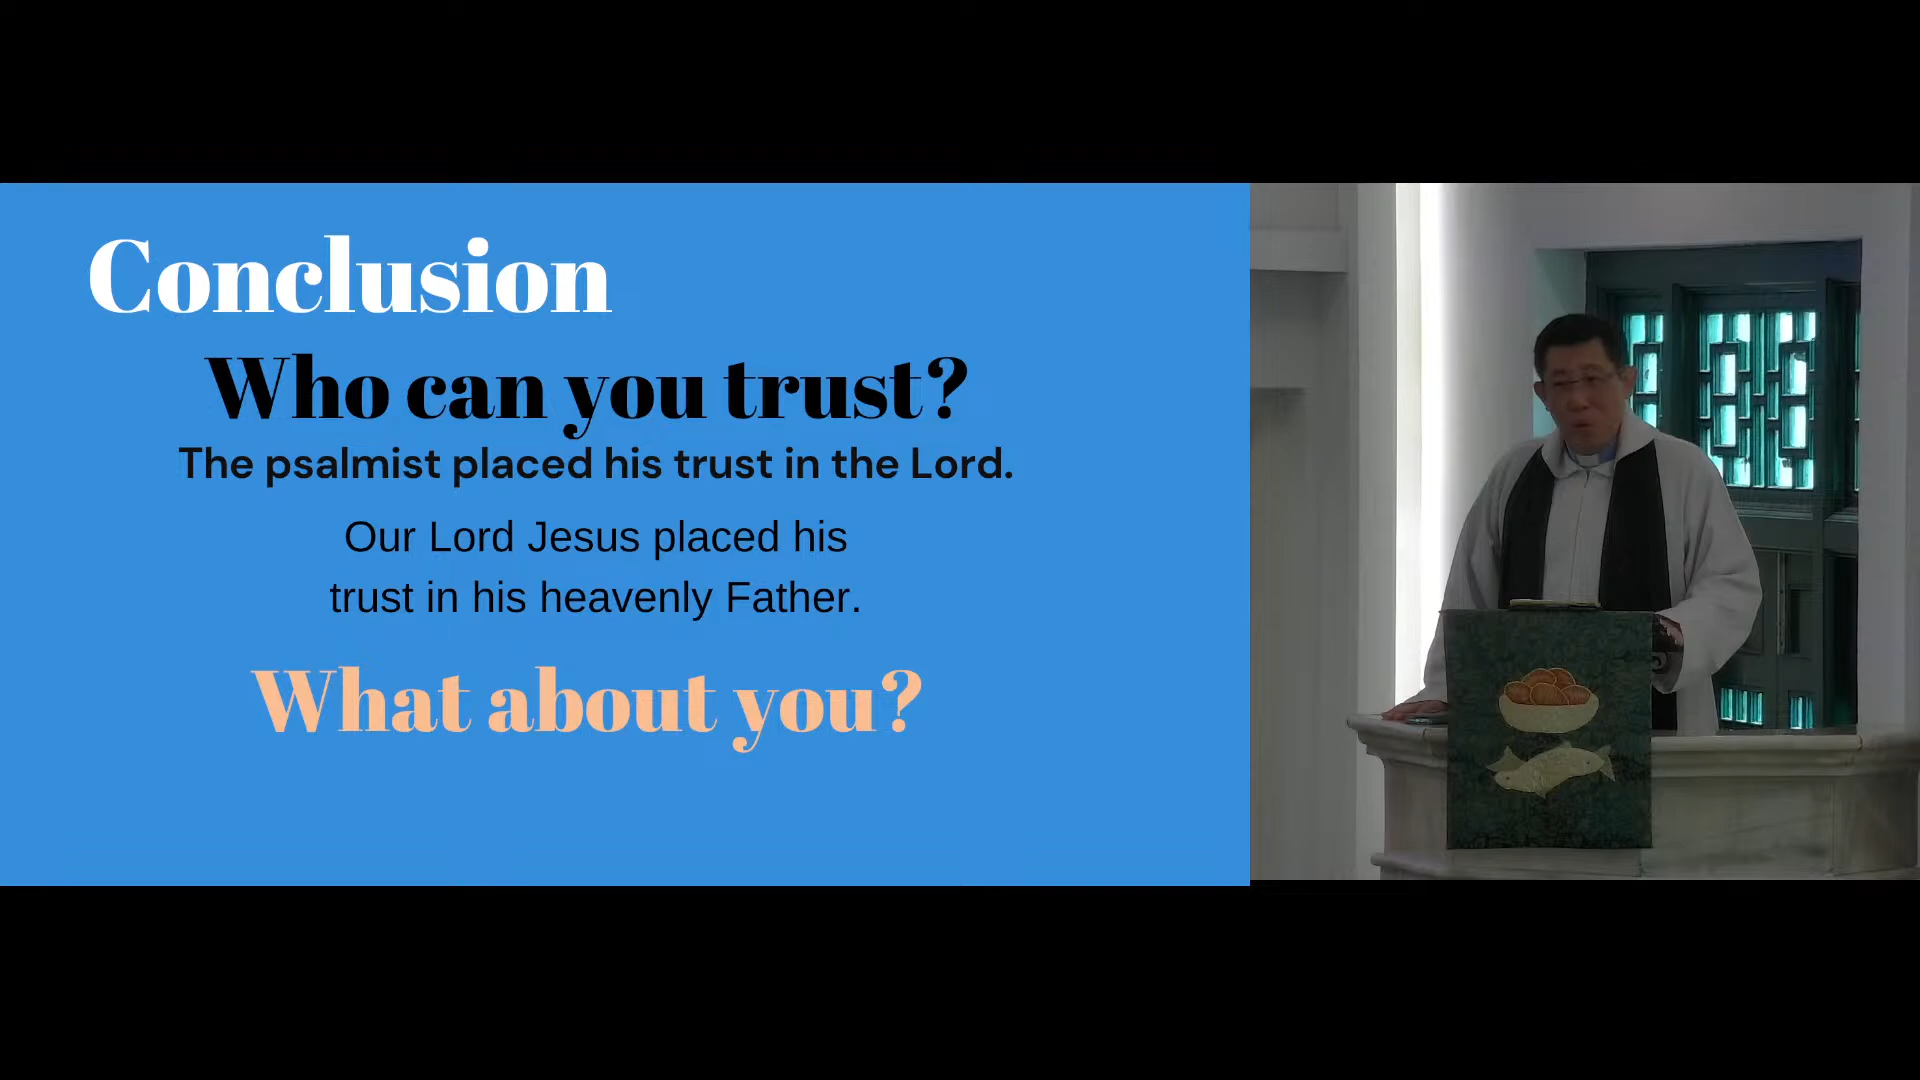 Conclusion
Who can you trust?
The psalmist placed his trust in the Lord.
Our Lord Jesus placed his
trust in his heavenly Father.
What about you?